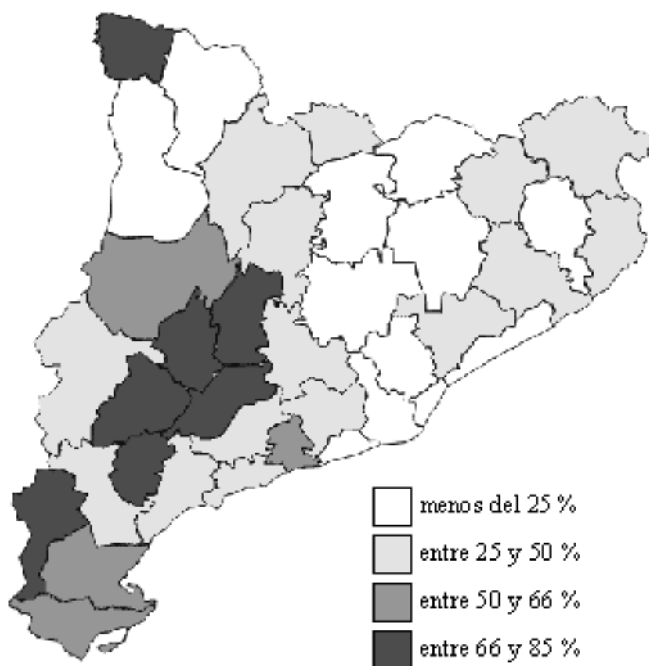 menos del 25 %
entre 25 y 50 %
entre 50 y 66 %
entre 66 y 85 %